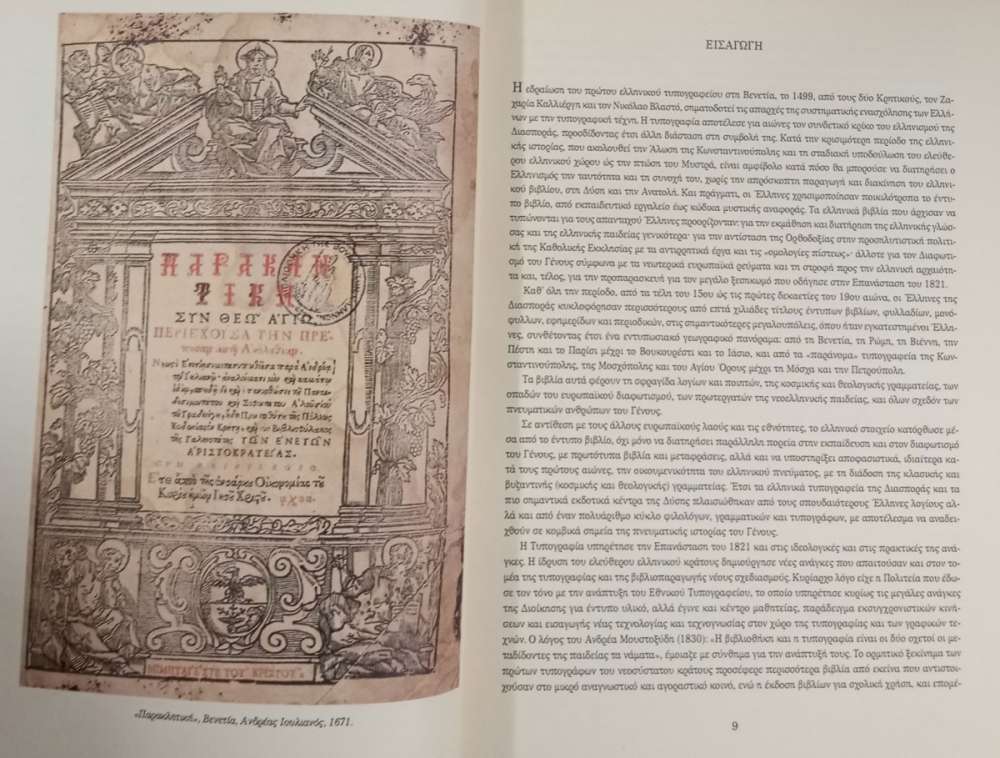 ΠΑΡΑΚΛΗ
ΤΙΚΗ
ΣΥΝ ΘΕΩ ΑΓΙΩ
ΠΕΡΙΕΧΟΥΣΑ ΤΗΝ ΠΡΕ
ΤΩΝ ΕΝΕΤΩΝ
ΑΡΙΣΤΟΚΡΑΤΕΙΑΣ.
ΜΙΜΗΤΑΙ ΓΕΣΤΕ ΤΟΥ ΧΡΙΣΤΟΥ
«Παρακλητική», Βενετία, Ανδρέας Ιουλιανός, 1671.
ΕΙΣΑΓΩΓΗ
Η εδραίωση του πρώτου ελληνικού τυπογραφείου στη Βενετία, το 1499, από τους δύο Κρητικούς, τον Ζα-
χαρία Καλλιέργη και τον Νικόλαο Βλαστό, σηματοδοτεί τις απαρχές της συστηματικής ενασχόλησης των Ελλή-
νων με την τυπογραφική τέχνη. Η τυπογραφία αποτέλεσε για αιώνες τον συνδετικό κρίκο του ελληνισμού της
Διασποράς, προσδίδοντας έτσι άλλη διάσταση στη συμβολή της. Κατά την κρισιμότερη περίοδο της ελλην-
ικής ιστορίας, που ακολουθεί την Άλωση της Κωνσταντινούπολης και τη σταδιακή υποδούλωση του ελεύθε-
ρου ελληνικού χώρου ώς την πτώση του Μυστρά, είναι αμφίβολο κατά πόσο θα μπορούσε να διατηρήσει ο
Ελληνισμός την ταυτότητα και τη συνοχή του, χωρίς την απρόσκοπτη παραγωγή και διακίνηση του ελληνι-
κού βιβλίου, στη Δύση και την Ανατολή. Και πράγματι, οι Έλληνες χρησιμοποίησαν ποικιλότροπα το έντυ-
πο βιβλίο, από εκπαιδευτικό εργαλείο έως κώδικα μυστικής αναφοράς. Τα ελληνικά βιβλία που άρχισαν να
τυπώνονται για τους απανταχού Έλληνες προορίζονταν: για την εκμάθηση και διατήρηση της ελληνικής γλώσ-
σας και της ελληνικής παιδείας γενικότερα· για την αντίσταση της Ορθοδοξίας στην προσηλυτιστική πολιτι-
κή της Καθολικής Εκκλησίας με τα αντιρρητικά έργα και τις «ομολογίες πίστεως»· άλλοτε για τον Διαφωτι-
σμό του Γένους σύμφωνα με τα νεωτερικά ευρωπαϊκά ρεύματα και τη στροφή προς την ελληνική αρχαιότη-
τα και, τέλος, για την προπαρασκευή για τον μεγάλο ξεσηκωμό που οδήγησε στην Επανάσταση του 1821.
Καθ' όλη την περίοδο, από τα τέλη του 15ου ώς τις πρώτες δεκαετίες του 19ου αιώνα, οι Έλληνες της
Διασποράς κυκλοφόρησαν περισσότερους από επτά χιλιάδες τίτλους έντυπων βιβλίων, φυλλαδίων, μονό-
φυλλων, εφημερίδων και περιοδικών, στις σημαντικότερες μεγαλουπόλεις, όπου ήταν εγκατεστημένοι Έλλη-
νες, συνθέτοντας έτσι ένα εντυπωσιακό γεωγραφικό πανόραμα: από τη Βενετία, τη Ρώμη, τη Βιέννη, την
Πέστη και το Παρίσι μέχρι το Βουκουρέστι και το Ιάσιο, και από τα «παράνομα» τυπογραφεία της Κων-
σταντινούπολης, της Μοσχόπολης και του Αγίου Όρους μέχρι τη Μόσχα και την Πετρούπολη.
Τα βιβλία αυτά φέρουν τη σφραγίδα λογίων και ποιητών, της κοσμικής και θεολογικής γραμματείας, των
οπαδών του ευρωπαϊκού διαφωτισμού, των πρωτεργατών της νεοελληνικής παιδείας, και όλων σχεδόν των
πνευματικών ανθρώπων του Γένους.
Σε αντίθεση με τους άλλους ευρωπαϊκούς λαούς και τις εθνότητες, το ελληνικό στοιχείο κατόρθωσε μέ-
σα από το έντυπο βιβλίο, όχι μόνο να διατηρήσει παράλληλη πορεία στην εκπαίδευση και στον διαφωτισμό
του Γένους, με πρωτότυπα βιβλία και μεταφράσεις, αλλά και να υποστηρίξει αποφασιστικά, ιδιαίτερα κα-
τά τους πρώτους αιώνες, την οικουμενικότητα του ελληνικού πνεύματος, με τη διάδοση της κλασικής και
βυζαντινής (κοσμικής και θεολογικής) γραμματείας. Έτσι τα ελληνικά τυπογραφεία της Διασποράς και τα
πιο σημαντικά εκδοτικά κέντρα της Δύσης πλαισιώθηκαν από τους σπουδαιότερους Έλληνες λογίους αλ-
λά και από έναν πολυάριθμο κύκλο φιλολόγων, γραμματικών και τυπογράφων, με αποτέλεσμα να αναδει-
χθούν σε κομβικά σημεία της πνευματικής ιστορίας του Γένους.
Η Τυπογραφία υπηρέτησε την Επανάσταση του 1821 και στις ιδεολογικές και στις πρακτικές της ανά-
γκες. Η ίδρυση του ελεύθερου ελληνικού κράτους δημιούργησε νέες ανάγκες που απαιτούσαν και στον το-
μέα της τυπογραφίας και της βιβλιοπαραγωγής νέους σχεδιασμούς. Κυρίαρχο λόγο είχε η Πολιτεία που έδω-
σε τον τόνο με την ανάπτυξη του Εθνικού Τυπογραφείου, το οποίο υπηρέτησε κυρίως τις μεγάλες ανάγκες
της Διοίκησης για έντυπο υλικό, αλλά έγινε και κέντρο μαθητείας, παράδειγμα εκσυγχρονιστικών κινή-
σεων και εισαγωγής νέας τεχνολογίας και τεχνογνωσίας στον χώρο της τυπογραφίας και των γραφικών τε-
χνών. Ο λόγος του Ανδρέα Μουστοξύδη (1830): «Η βιβλιοθήκη και η τυπογραφία είναι οι δύο οχετοί οι με-
ταδίδοντες της παιδείας τα νάματα», έμοιαζε με σύνθημα για την ανάπτυξή τους. Το ορμητικό ξεκίνημα των
πρώτων τυπογράφων του νεοσύστατου κράτους προσέφερε περισσότερα βιβλία από εκείνα που αντιστοι-
χούσαν στο μικρό αναγνωστικό και αγοραστικό κοινό, ενώ η έκδοση βιβλίων για σχολική χρήση, και επομέ-
9